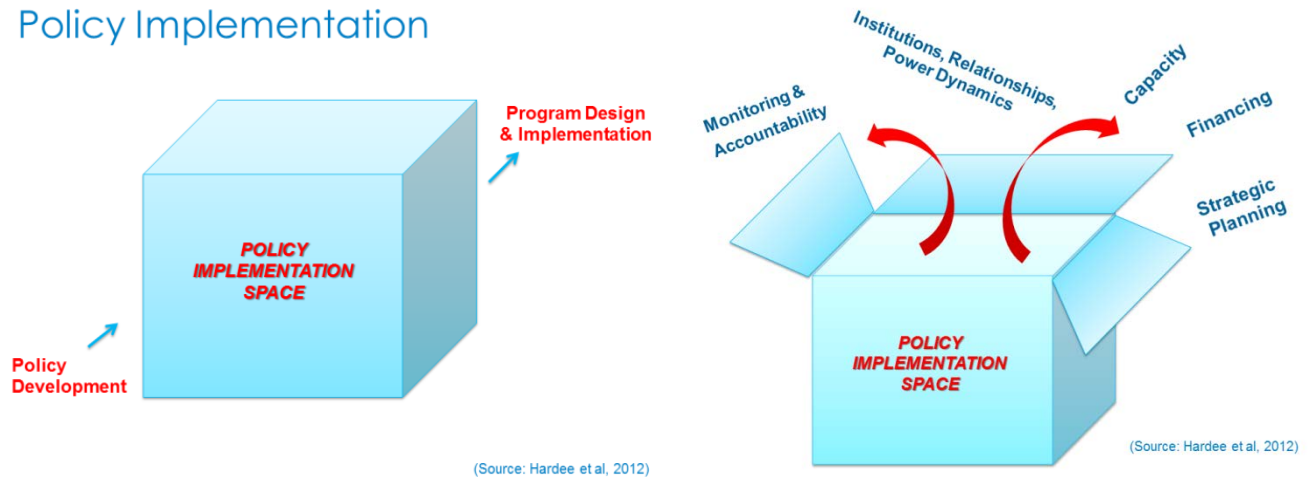 Policy Implementation
Program Design
& Implementation
POLICY
IMPLEMENTATION
SPACE
Policy
Development
(Source: Hardee et al, 2012)
Monitoring &
Accountability
Institutions, Relationships,
Power Dynamics
Capacity
Financing
Strategic
Planning
POLICY
IMPLEMENTATION
SPACE
(Source: Hardee et al, 2012)